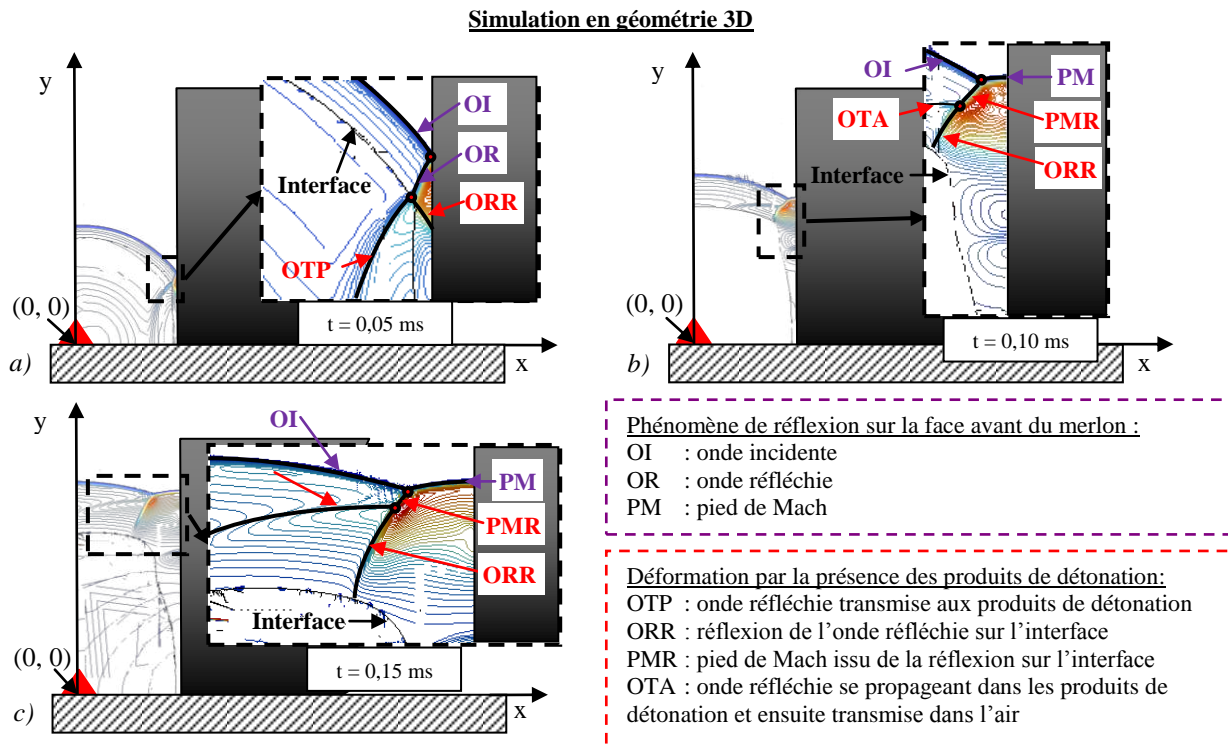 Simulation en géométrie 3D
y
OI
OR
Interface
ORR
OTP
(0, 0)
t = 0,05 ms
a)
x
y
OI
PM
OTA
PMR
ORR
Interface
(0, 0)
t = 0,10 ms
b)
x
y
OI
PM
PMR
ORR
Interface
(0, 0)
t = 0,15 ms
c)
x
Phénomène de réflexion sur la face avant du merlon :
OI : onde incidente
OR : onde réfléchie
PM : pied de Mach
Déformation par la présence des produits de détonation:
OTP : onde réfléchie transmise aux produits de détonation
ORR : réflexion de l’onde réfléchie sur l’interface
PMR : pied de Mach issu de la réflexion sur l’interface
OTA : onde réfléchie se propageant dans les produits de
détonation et ensuite transmise dans l’air